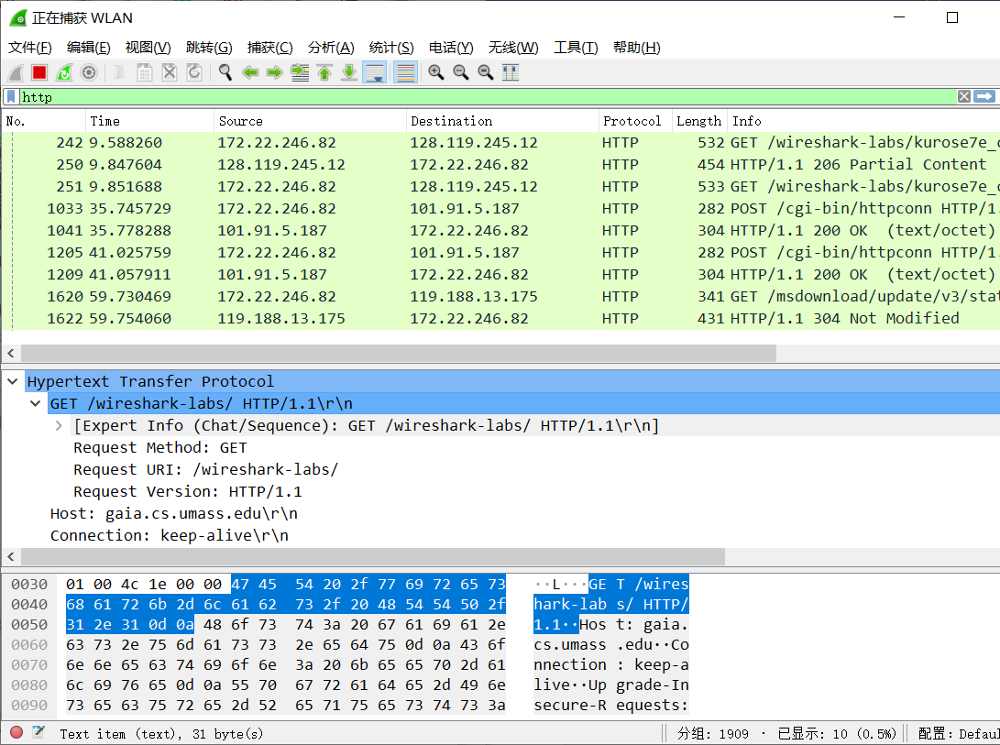 正在捕获 WLAN
文件(F) 编辑(E) 视图(V) 跳转(G) 捕获(C) 分析(A) 统计(S) 电话(Y) 无线(W) 工具(T) 帮助(H)
http
No. Time Source Destination Protocol Length Info
242 9.588260 172.22.246.82 128.119.245.12 HTTP 532 GET /wireshark-labs/kurose7e_
250 9.847604 128.119.245.12 172.22.246.82 HTTP 454 HTTP/1.1 206 Partial Content
251 9.851688 172.22.246.82 128.119.245.12 HTTP 533 GET /wireshark-labs/kurose7e_
1033 35.745729 172.22.246.82 101.91.5.187 HTTP 282 POST /cgi-bin/httpconn HTTP/1.
1041 35.778288 101.91.5.187 172.22.246.82 HTTP 304 HTTP/1.1 200 OK  (text/octet)
1205 41.025759 172.22.246.82 101.91.5.187 HTTP 282 POST /cgi-bin/httpconn HTTP/1.
1209 41.057911 101.91.5.187 172.22.246.82 HTTP 304 HTTP/1.1 200 OK  (text/octet)
1620 59.730469 172.22.246.82 119.188.13.175 HTTP 341 GET /msdownload/update/v3/stat
1622 59.754060 119.188.13.175 172.22.246.82 HTTP 431 HTTP/1.1 304 Not Modified
Hypertext Transfer Protocol
GET /wireshark-labs/ HTTP/1.1\r\n
[Expert Info (Chat/Sequence): GET /wireshark-labs/ HTTP/1.1\r\n]
Request Method: GET
Request URI: /wireshark-labs/
Request Version: HTTP/1.1
Host: gaia.cs.umass.edu\r\n
Connection: keep-alive\r\n
0030 01 00 4c 1e 00 00 47 45 54 20 2f 77 69 72 65 73 ··L···GE T /wires
0040 68 61 72 6b 2d 6c 61 62 73 2f 20 48 54 54 50 2f hark-lab s/ HTTP/
0050 31 2e 31 0d 0a 48 6f 73 74 3a 20 67 61 69 61 2e 1.1··Hos t: gaia.
0060 63 73 2e 75 6d 61 73 73 2e 65 64 75 0d 0a 43 6f cs.umass .edu··Co
0070 6e 6e 65 63 74 69 6f 6e 3a 20 6b 65 65 70 2d 61 nnection : keep-a
0080 6c 69 76 65 0d 0a 55 70 67 72 61 64 65 2d 49 6e live··Up grade-In
0090 73 65 63 75 72 65 2d 52 65 71 75 65 73 74 73 3a secure-R equests:
Text item (text), 31 byte(s) 分组: 1909 · 已显示: 10 (0.5%) 配置: Defau